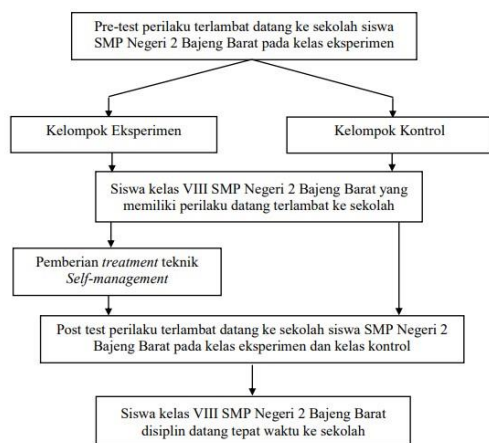 Pre-test perilaku terlambat datang ke sekolah siswa
SMP Negeri 2 Bajeng Barat pada kelas eksperimen
Kelompok Eksperimen
Kelompok Kontrol
Siswa kelas VIII SMP Negeri 2 Bajeng Barat yang
memiliki perilaku datang terlambat ke sekolah
Pemberian treatment teknik
Self-management
Post test perilaku terlambat datang ke sekolah siswa SMP Negeri 2
Bajeng Barat pada kelas eksperimen dan kelas kontrol
Siswa kelas VIII SMP Negeri 2 Bajeng Barat
disiplin datang tepat waktu ke sekolah